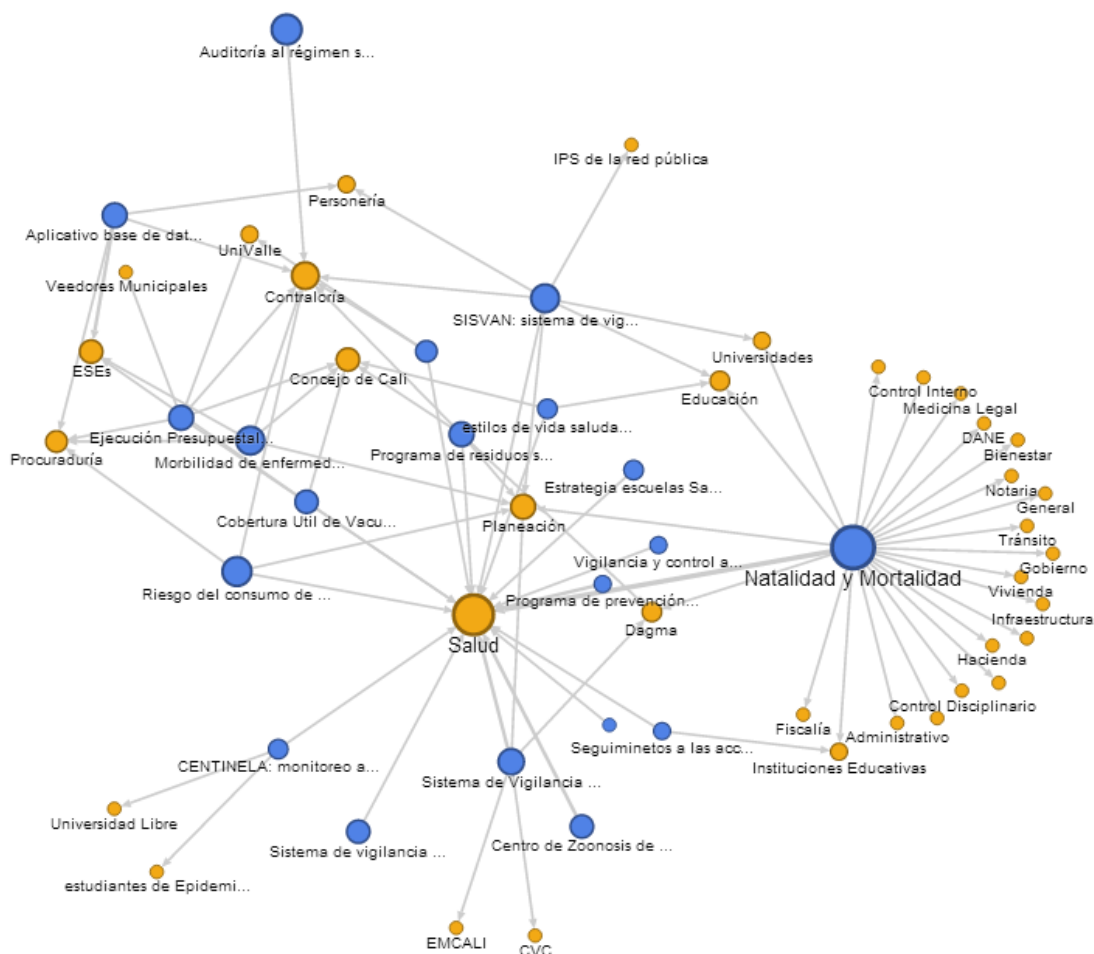 Auditoría al régimen s...
IPS de la red pública
Personería
Aplicativo base de dat...
UniValle
Veedores Municipales
Contraloría
SISVAN: sistema de vig...
Universidades
ESEs
Concejo de Cali
Educación
Control Interno
Medicina Legal
DANE
Bienestar
Ejecución Presupuestal...
estilos de vida saluda...
Procuraduría
Morbilidad de enfermed...
Programa de residuos s...
Estrategia escuelas Sa...
Notaria
General
Cobertura Util de Vacu...
Planeación
Tránsito
Vigilancia y control a...
Natalidad y Mortalidad
Gobierno
Riesgo del consumo de ...
Programa de prevención...
Vivienda
Infraestructura
Salud
Dagma
Hacienda
Control Disciplinario
Fiscalía
Administrativo
Seguiminetos a las acc...
Instituciones Educativas
CENTINELA: monitoreo a...
Sistema de Vigilancia ...
Universidad Libre
Sistema de vigilancia ...
Centro de Zoonosis de ...
estudiantes de Epidemi...
EMCALI
CVC